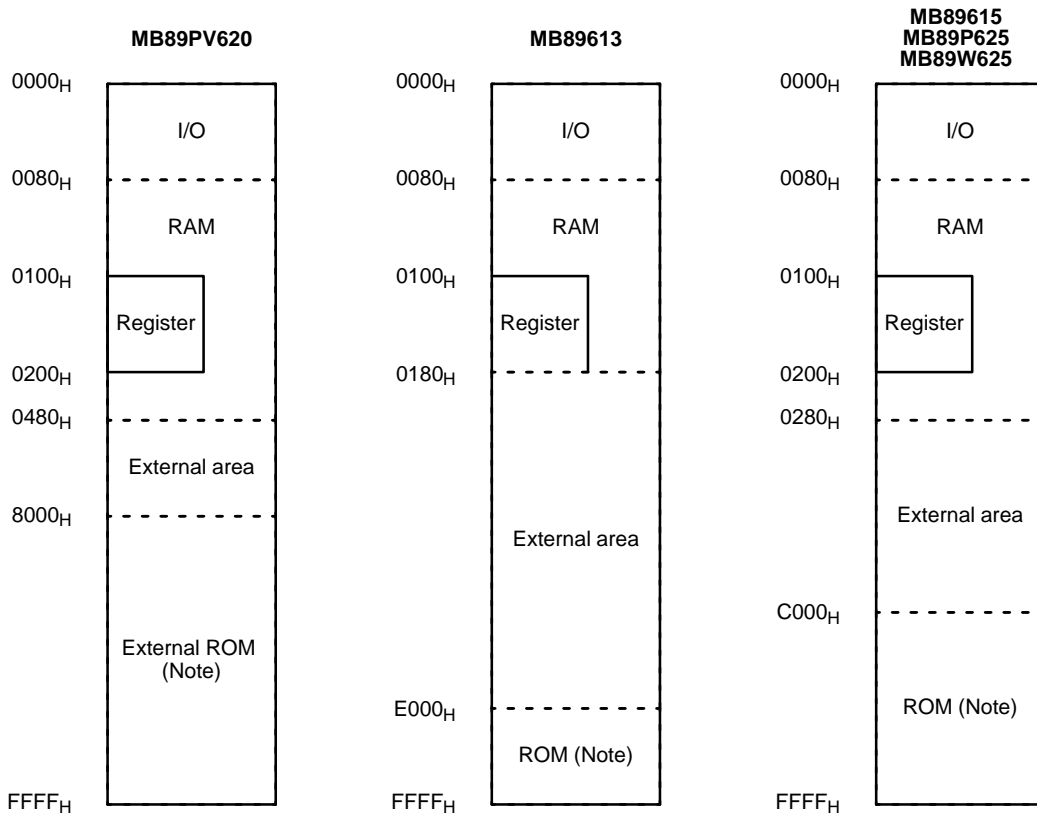 MB89PV620
0000H
I/O
0080H
RAM
0100H
Register
0200H
0480H
External area
8000H
External ROM
(Note)
FFFFH
MB89613
0000H
I/O
0080H
RAM
0100H
Register
0180H
External area
E000H
ROM (Note)
FFFFH
MB89615
MB89P625
MB89W625
0000H
I/O
0080H
RAM
0100H
Register
0200H
0280H
External area
C000H
ROM (Note)
FFFFH